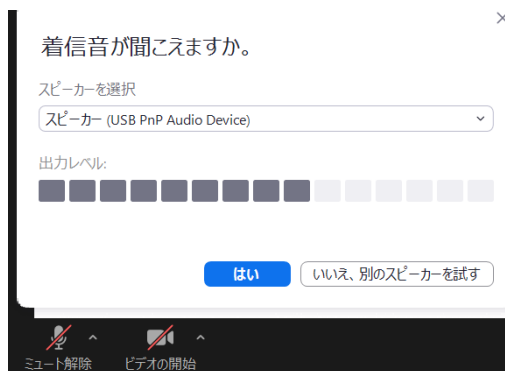 着信音が聞こえますか。
スピーカーを選択
スピーカー (USB PnP Audio Device)
出力レベル:
はい
いいえ、別のスピーカーを試す
ミュート解除
ビデオの開始